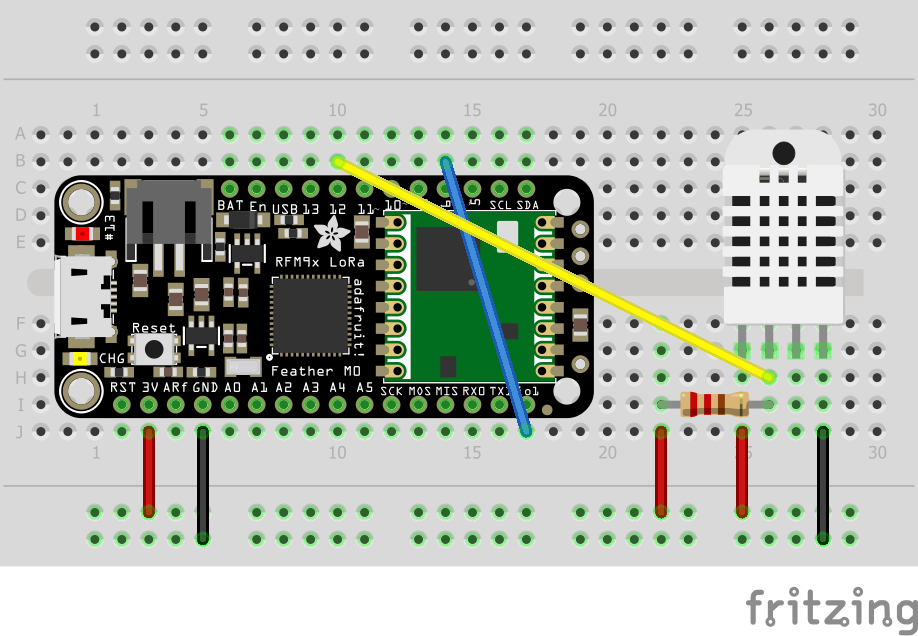 1 5 10 15 20 25 30
A
B
C
BAT En USB 13 12 11 10 6 5 SCL SDA
D
#13
E
RFM9x LoRa
adafruit!
F
Reset
G
CHG
Feather M0
H
RST 3V ARf GND A0 A1 A2 A3 A4 A5 SCK MOS MIS RX0 TX1 io1
I
J
1 10 15 20 25 30
fritzing